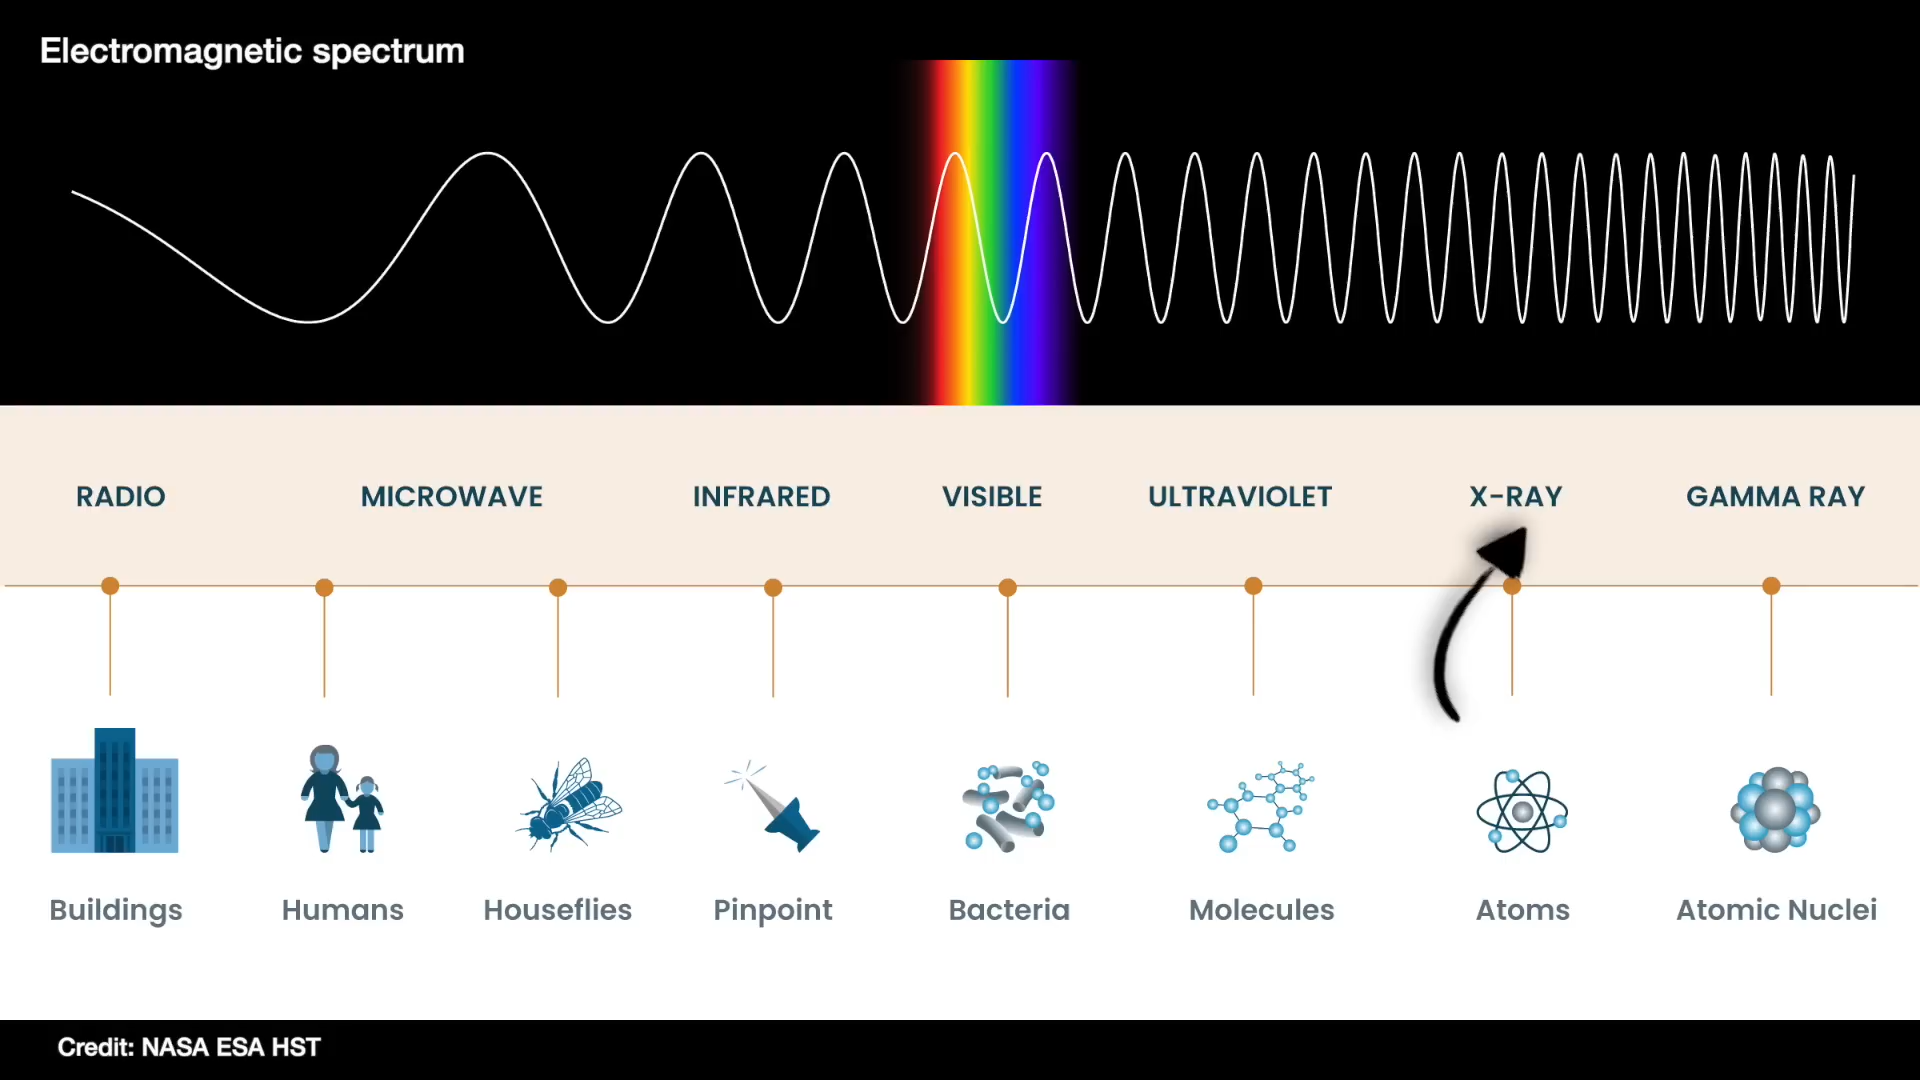 Electromagnetic spectrum
RADIO MICROWAVE INFRARED VISIBLE ULTRAVIOLET X-RAY GAMMA RAY
Buildings Humans Houseflies Pinpoint Bacteria Molecules Atoms Atomic Nuclei
Credit: NASA ESA HST